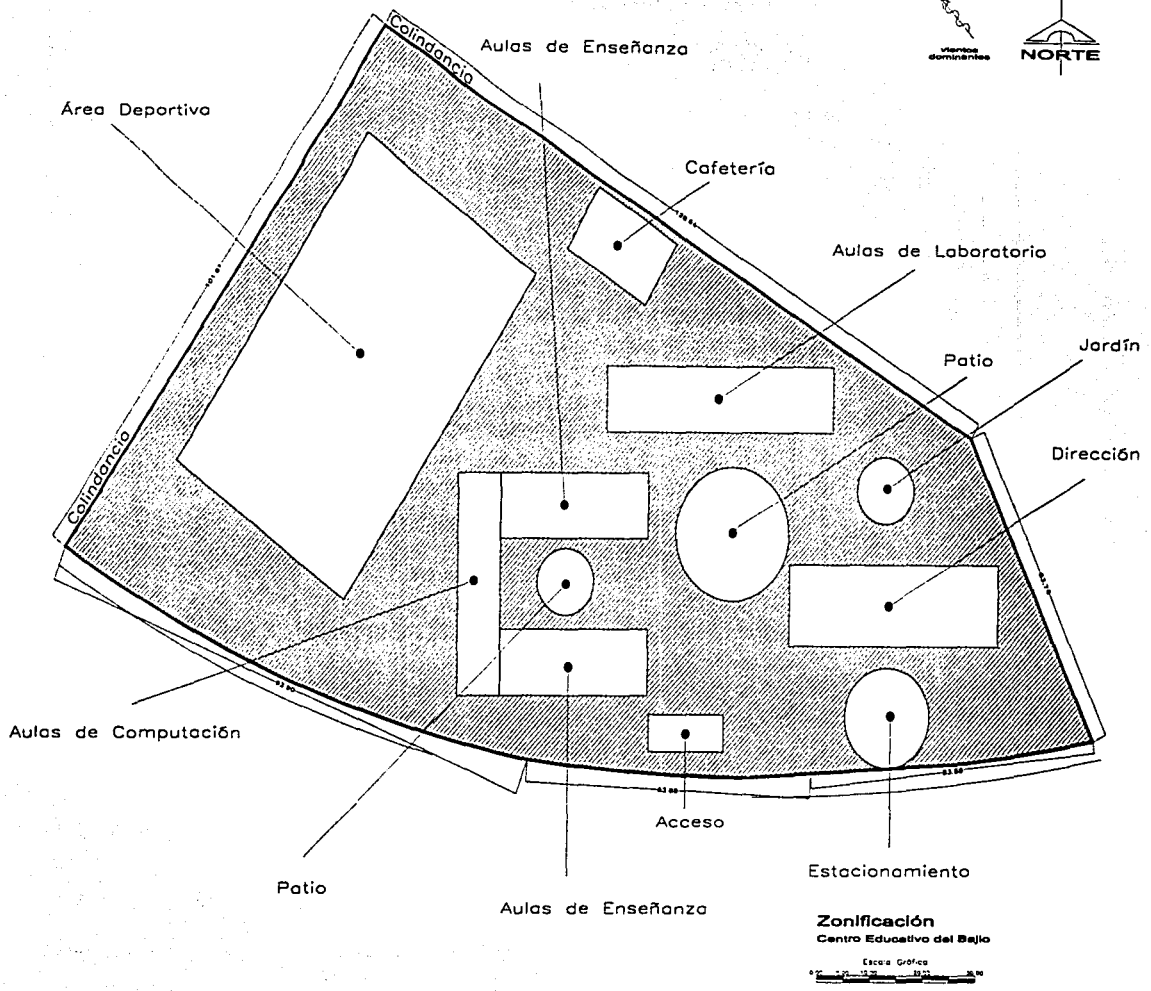 Colindancia
Aulas de Enseñanza
vientos
dominantes
NORTE
Área Deportiva
Cafetería
Aulas de Laboratorio
Patio
Jardín
Dirección
Colindancia
Aulas de Computación
Acceso
Patio
Estacionamiento
Aulas de Enseñanza
Zonificación
Centro Educativo del Bajío
Escala Gráfica